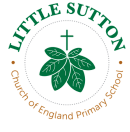 LITTLE SUTTON
Church of England Primary School